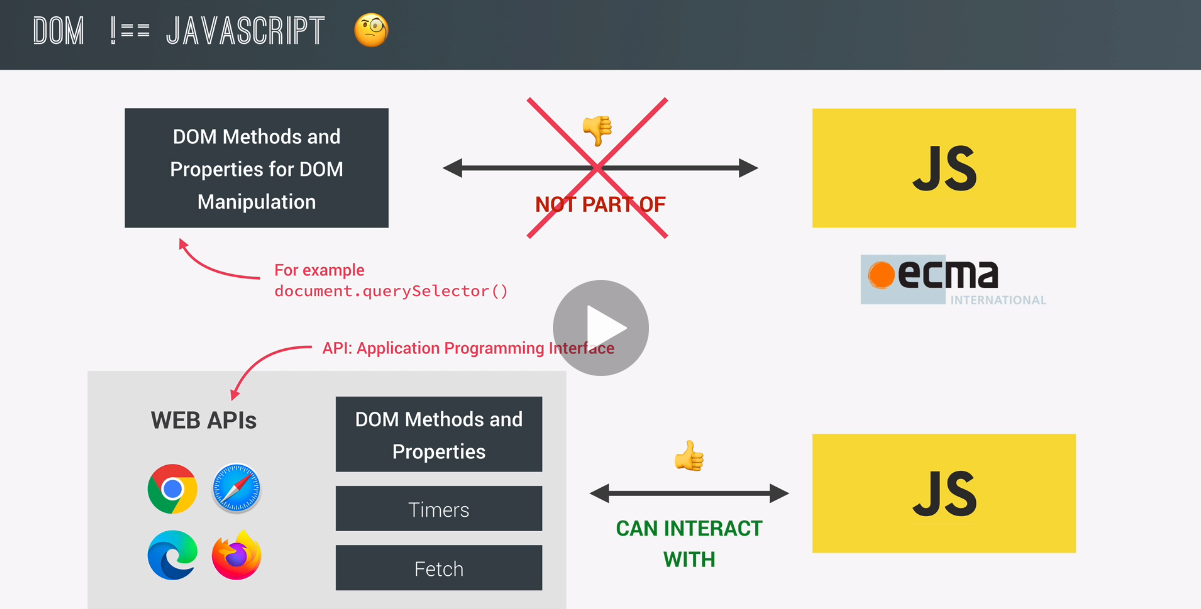 DOM !== JAVASCRIPT
DOM Methods and
Properties for DOM
Manipulation
NOT PART OF
JS
ecma
INTERNATIONAL
For example
document.querySelector()
API: Application Programming Interface
WEB APIs
DOM Methods and
Properties
Timers
Fetch
CAN INTERACT
WITH
JS